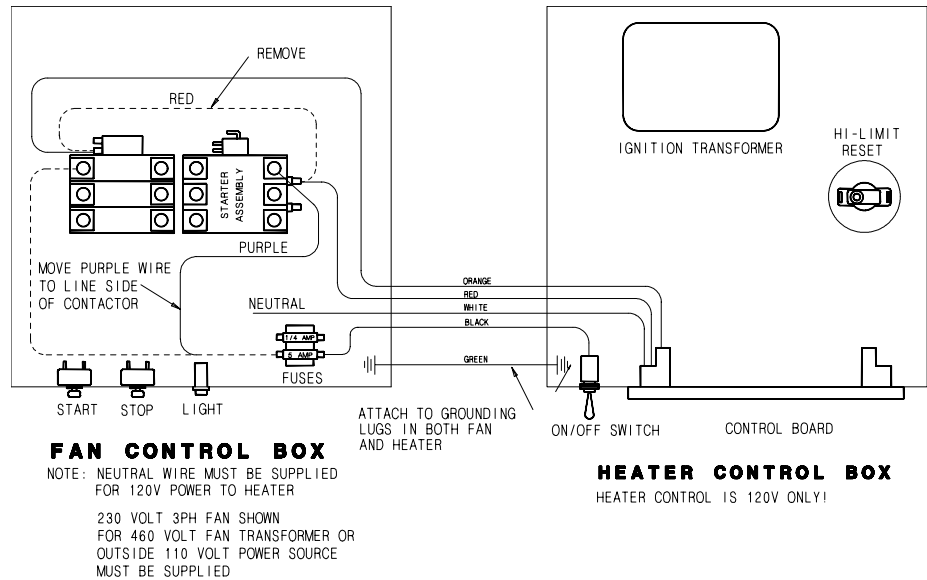 REMOVE
RED
IGNITION TRANSFORMER
HI-LIMIT
RESET
STARTER
ASSEMBLY
PURPLE
MOVE PURPLE WIRE
TO LINE SIDE
OF CONTACTOR
NEUTRAL
ORANGE
RED
WHITE
BLACK
GREEN
1/4 AMP
5 AMP
FUSES
START
STOP
LIGHT
ATTACH TO GROUNDING
LUGS IN BOTH FAN
AND HEATER
ON/OFF SWITCH
CONTROL BOARD
FAN CONTROL BOX
NOTE: NEUTRAL WIRE MUST BE SUPPLIED
FOR 120V POWER TO HEATER
230 VOLT 3PH FAN SHOWN
FOR 460 VOLT FAN TRANSFORMER OR
OUTSIDE 110 VOLT POWER SOURCE
MUST BE SUPPLIED
HEATER CONTROL BOX
HEATER CONTROL IS 120V ONLY!